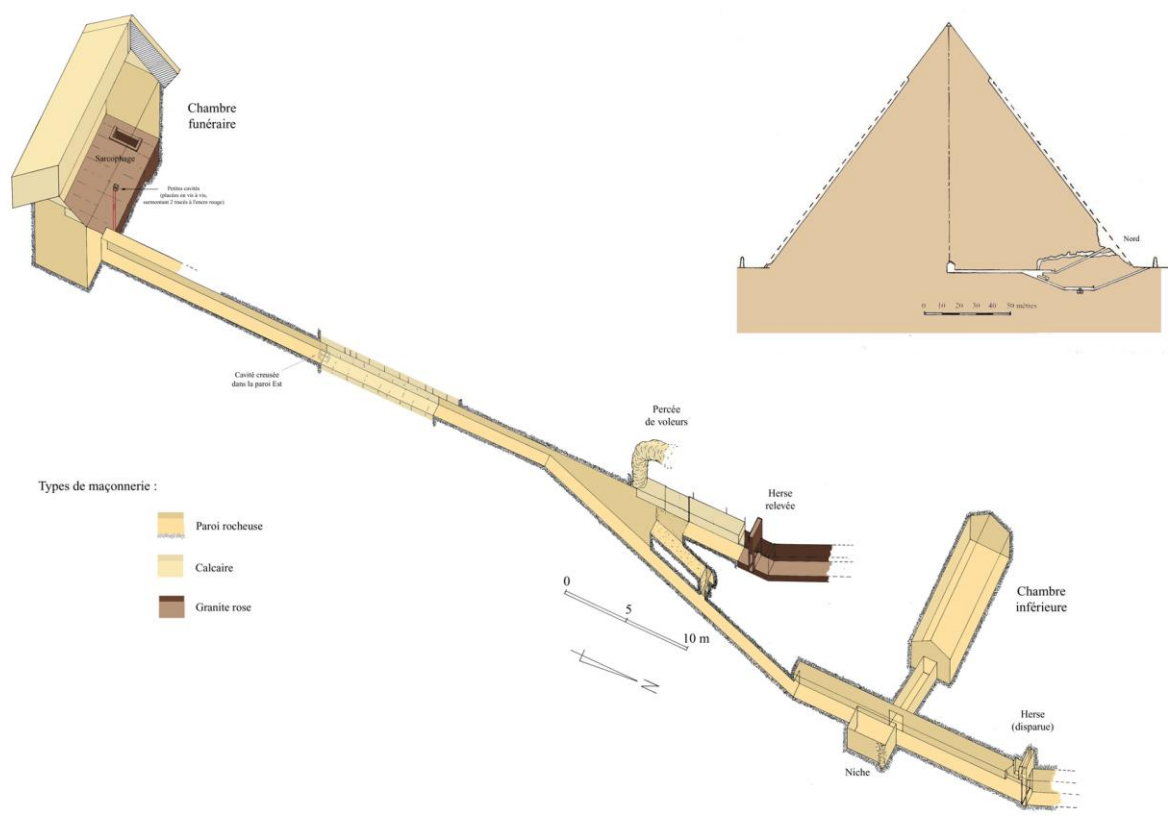 Chambre
funéraire
Sarcophage
Petites cavités
(placées en vis à vis,
surmontant 2 tracés à l'encre rouge)
Nord
0 10 20 30 40 50 mètres
Cavité creusée
dans la paroi Est
Percée
de voleurs
Herse
relevée
Types de maçonnerie :
Paroi rocheuse
Calcaire
Granite rose
0
5
10 m
N
Chambre
inférieure
Herse
(disparue)
Niche